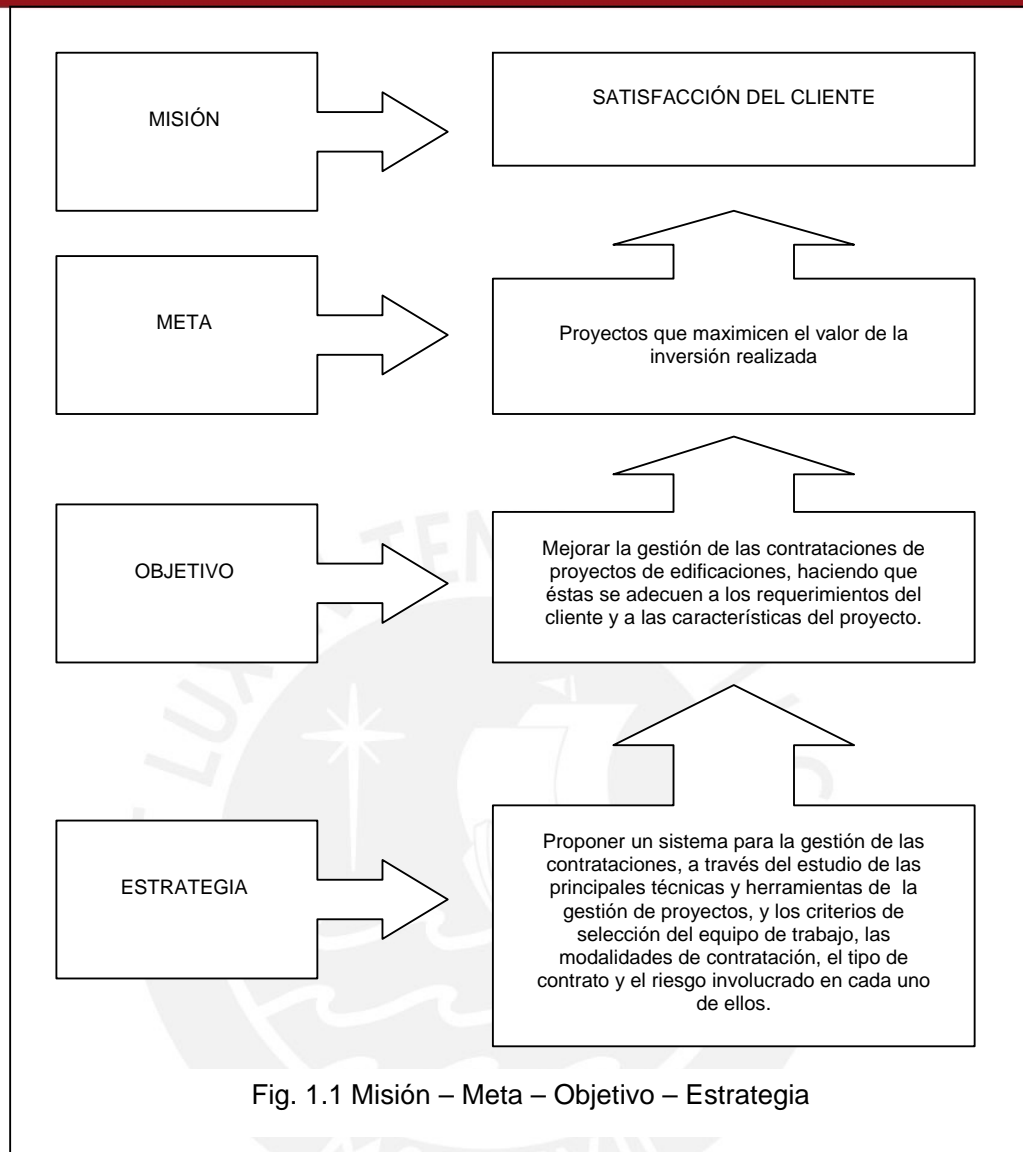 MISIÓN
SATISFACCIÓN DEL CLIENTE
META
Proyectos que maximicen el valor de la
inversión realizada
OBJETIVO
Mejorar la gestión de las contrataciones de
proyectos de edificaciones, haciendo que
éstas se adecuen a los requerimientos del
cliente y a las características del proyecto.
ESTRATEGIA
Proponer un sistema para la gestión de las
contrataciones, a través del estudio de las
principales técnicas y herramientas de la
gestión de proyectos, y los criterios de
selección del equipo de trabajo, las
modalidades de contratación, el tipo de
contrato y el riesgo involucrado en cada uno
de ellos.
Fig. 1.1 Misión – Meta – Objetivo – Estrategia